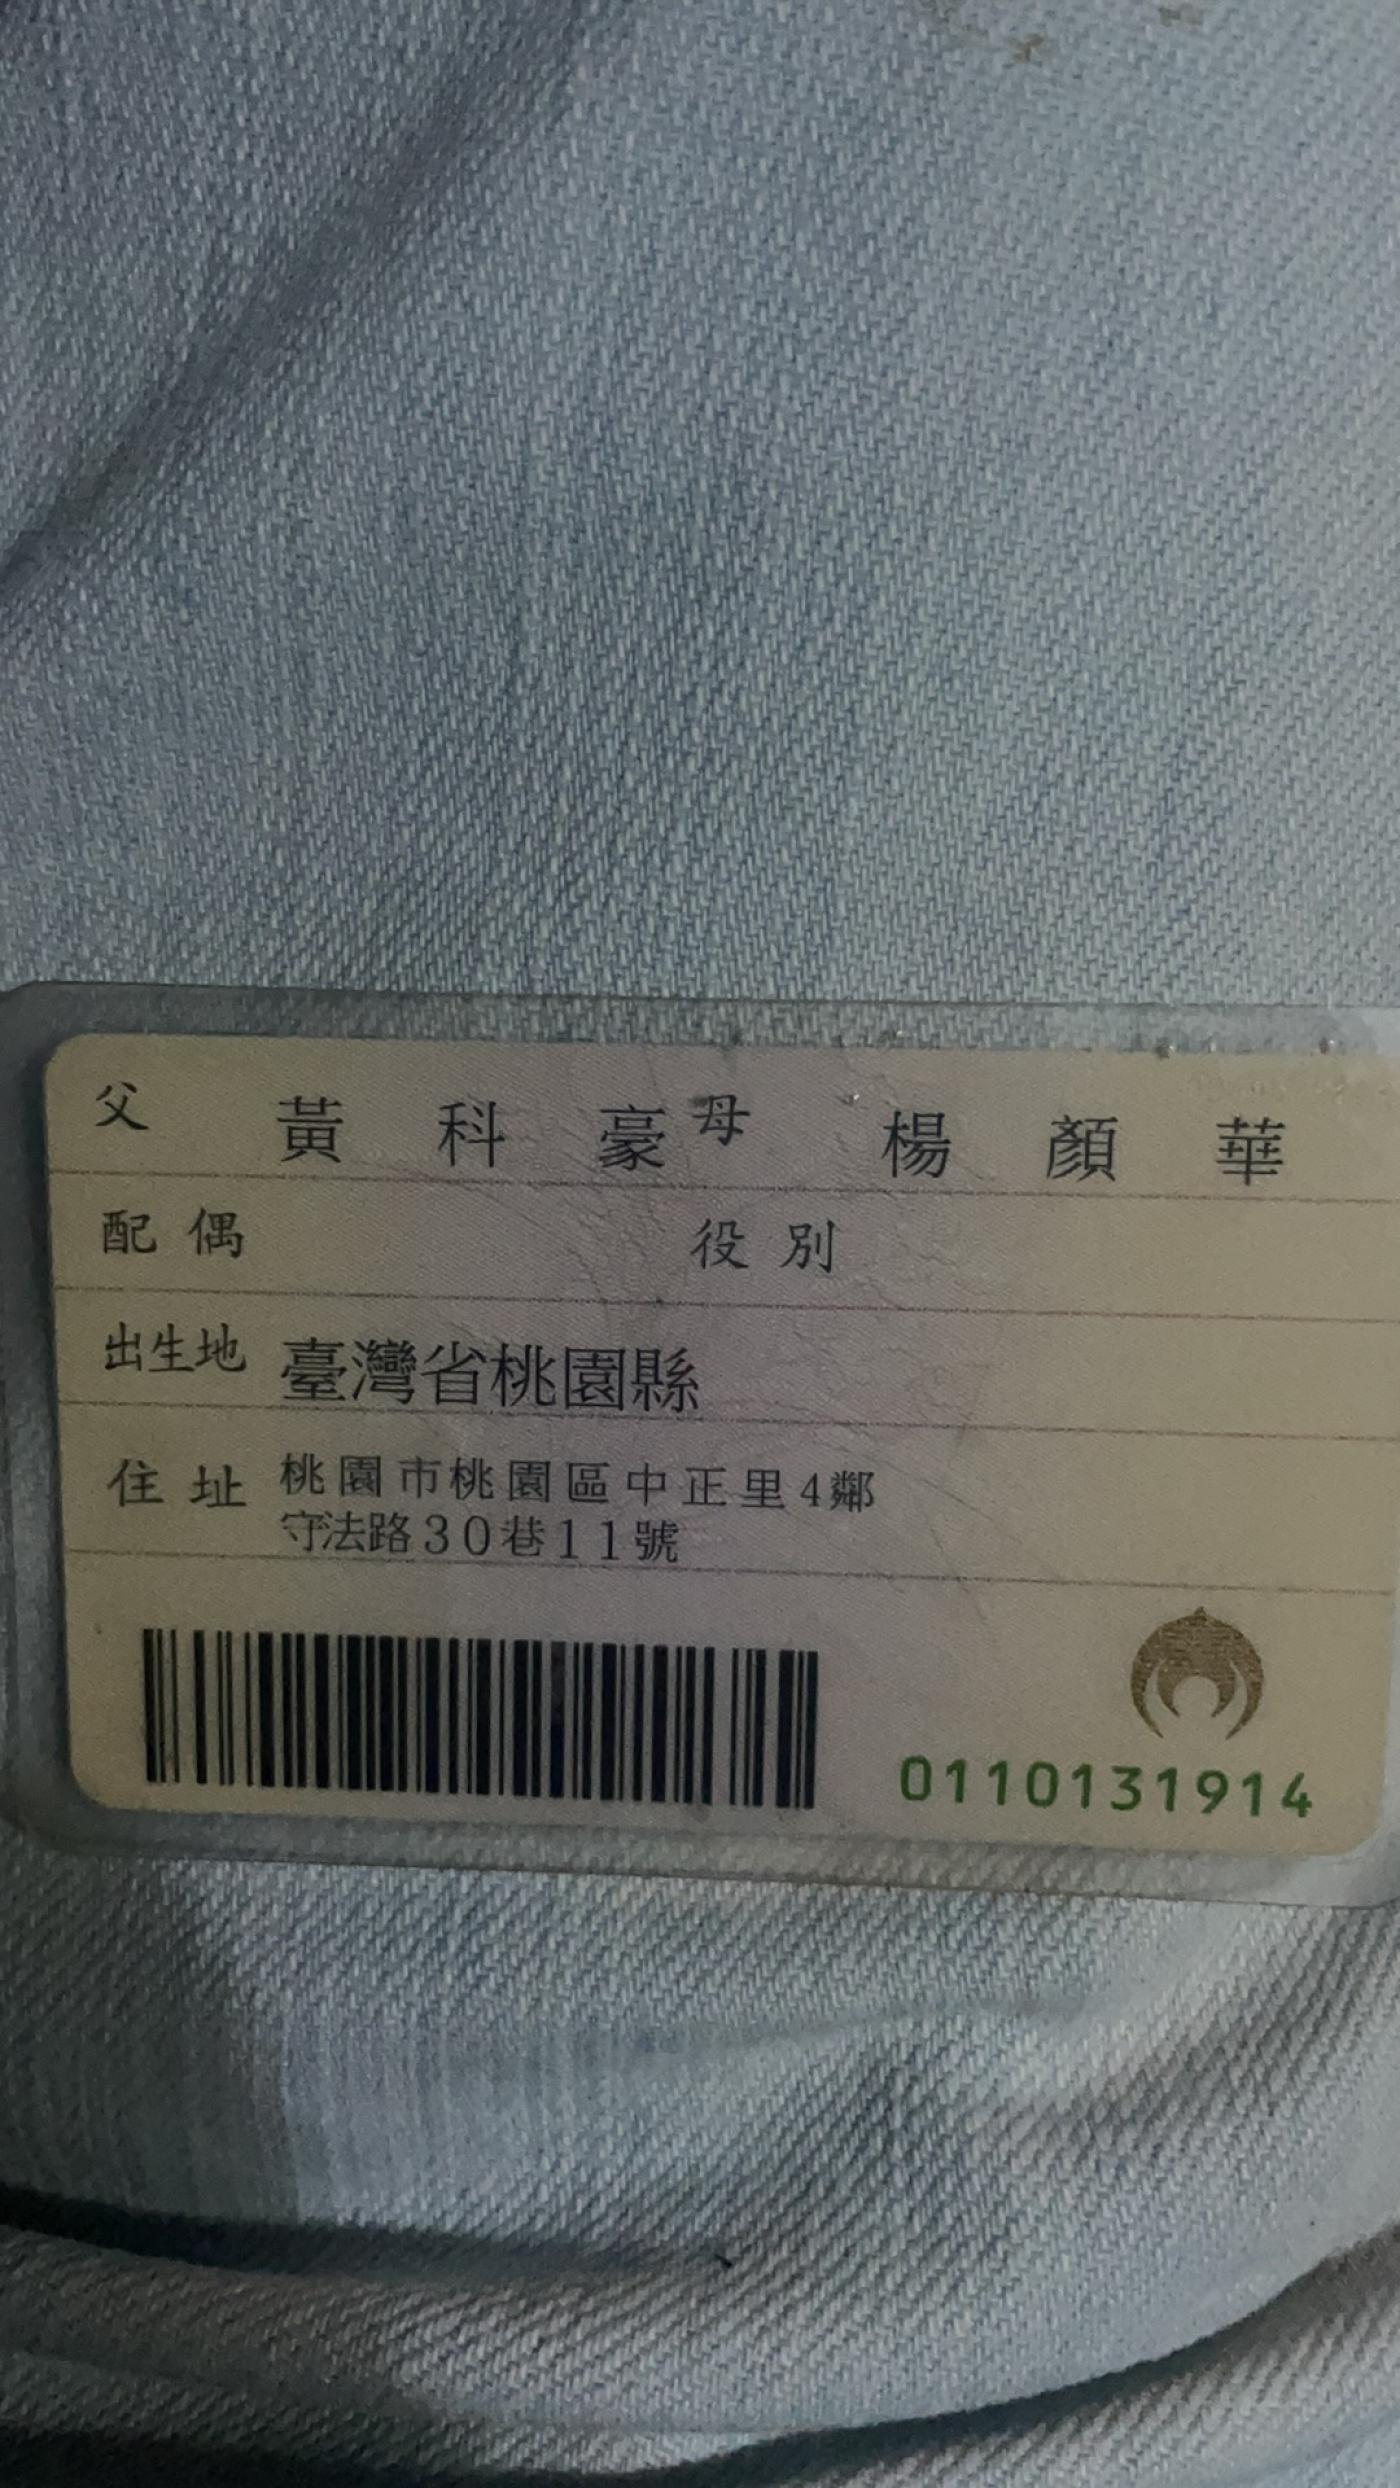 父 黃科豪 母 楊顏華
配偶 役別
出生地 臺灣省桃園縣
住址 桃園市桃園區中正里4鄰
守法路30巷11號
0110131914